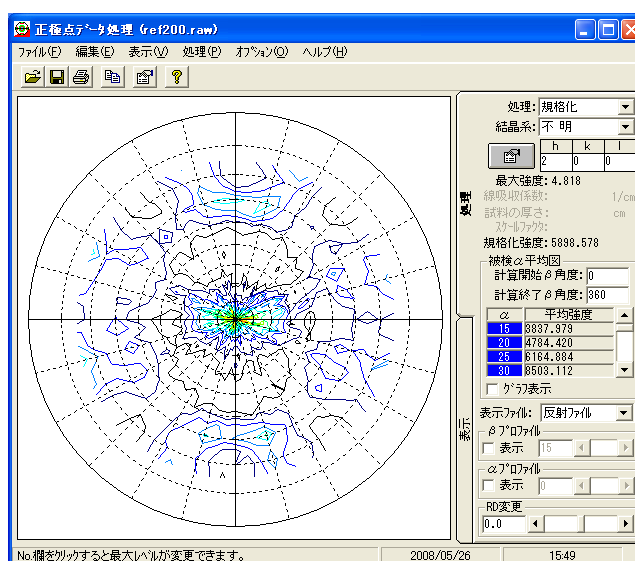 正極点データ処理 (ref200.raw)
ファイル(F) 編集(E) 表示(V) 処理(P) オプション(O) ヘルプ(H)
処理: 規格化
結晶系: 不 明
h k l
2 0 0
最大強度: 4.818
線吸収係数: 1/cm
試料の厚さ: cm
スケールファクタ:
規格化強度: 5898.578
被検α平均図
計算開始β角度: 0
計算終了β角度: 360
α 平均強度
15 3837.979
20 4784.420
25 6164.884
30 8503.112
グラフ表示
処理
表示
表示ファイル: 反射ファイル
βプロファイル
表示 15
αプロファイル
表示 0
RD変更
0.0
No.欄をクリックすると最大レベルが変更できます。 2008/05/26 15:49